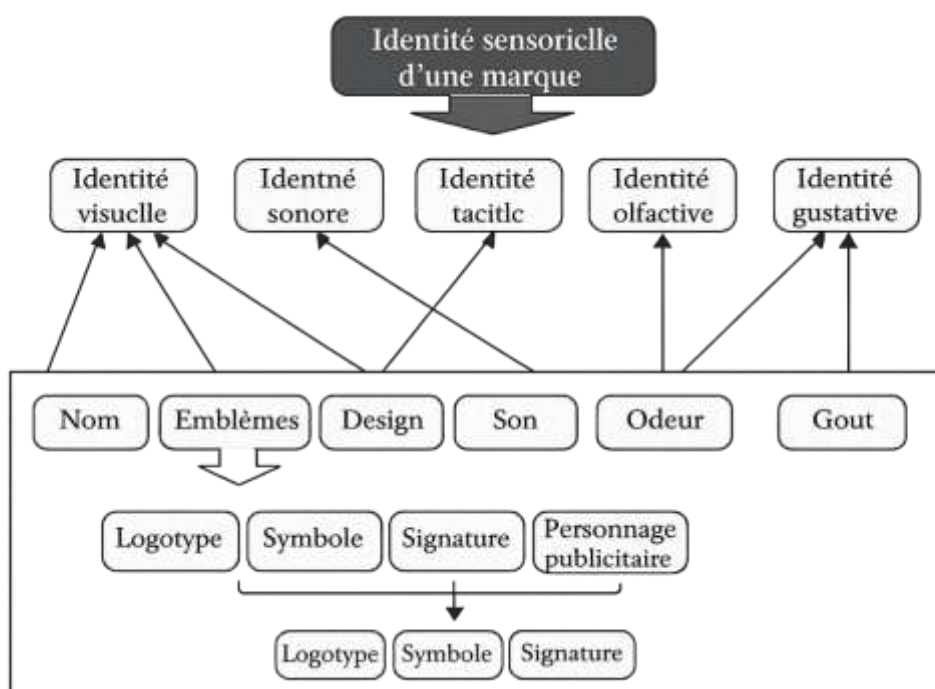 Identité sensoriclle
d'une marque
Identité
visuclle
Identné
sonore
Identité
tacitlc
Identité
olfactive
Identité
gustative
Nom
Emblèmes
Design
Son
Odeur
Gout
Logotype
Symbole
Signature
Personnage
publicitaire
Logotype
Symbole
Signature